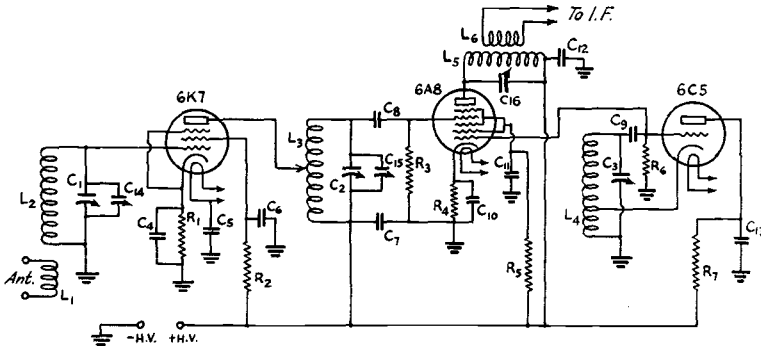 To I.F.
L6
L5
C12
C16
6K7
6A8
6C5
C8
C9
L3
C1
C14
C2
C15
R3
C11
C3
R6
L2
R1
C4
C5
C6
R4
C10
L4
C7
Ant.
L1
R2
R5
R7
C1
-H.V. +H.V.